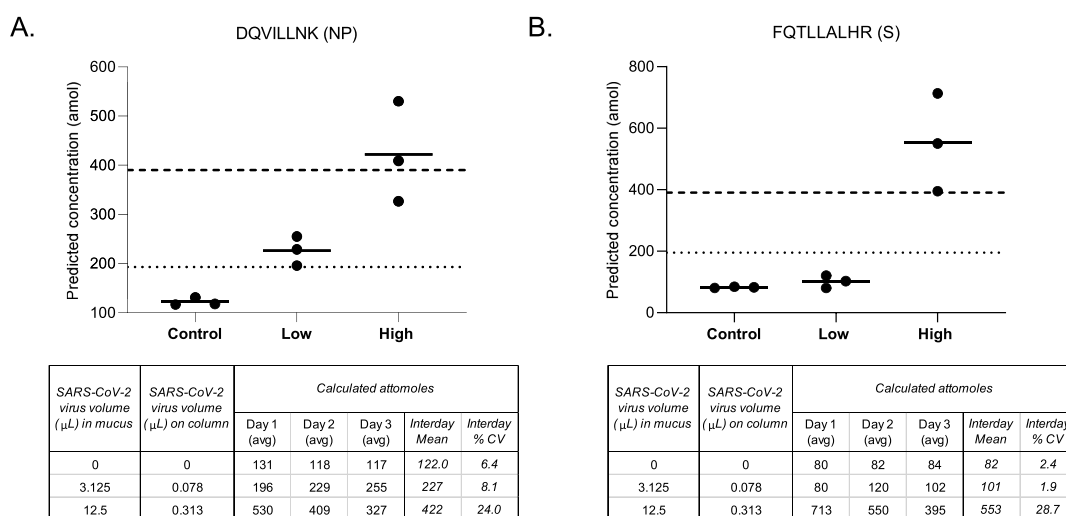 A.
DQVILLNK (NP)
Predicted concentration (amol)
600
500
400
300
200
100
Control Low High
SARS-CoV-2 virus volume (µL) in mucus
SARS-CoV-2 virus volume (µL) on column
Calculated attomoles
Day 1 (avg) Day 2 (avg) Day 3 (avg) Interday Mean Interday % CV
0 0 131 118 117 122.0 6.4
3.125 0.078 196 229 255 227 8.1
12.5 0.313 530 409 327 422 24.0
B.
FQTLLALHR (S)
Predicted concentration (amol)
800
600
400
200
0
Control Low High
SARS-CoV-2 virus volume (µL) in mucus
SARS-CoV-2 virus volume (µL) on column
Calculated attomoles
Day 1 (avg) Day 2 (avg) Day 3 (avg) Interday Mean Interday % CV
0 0 80 82 84 82 2.4
3.125 0.078 80 120 102 101 1.9
12.5 0.313 713 550 395 553 28.7